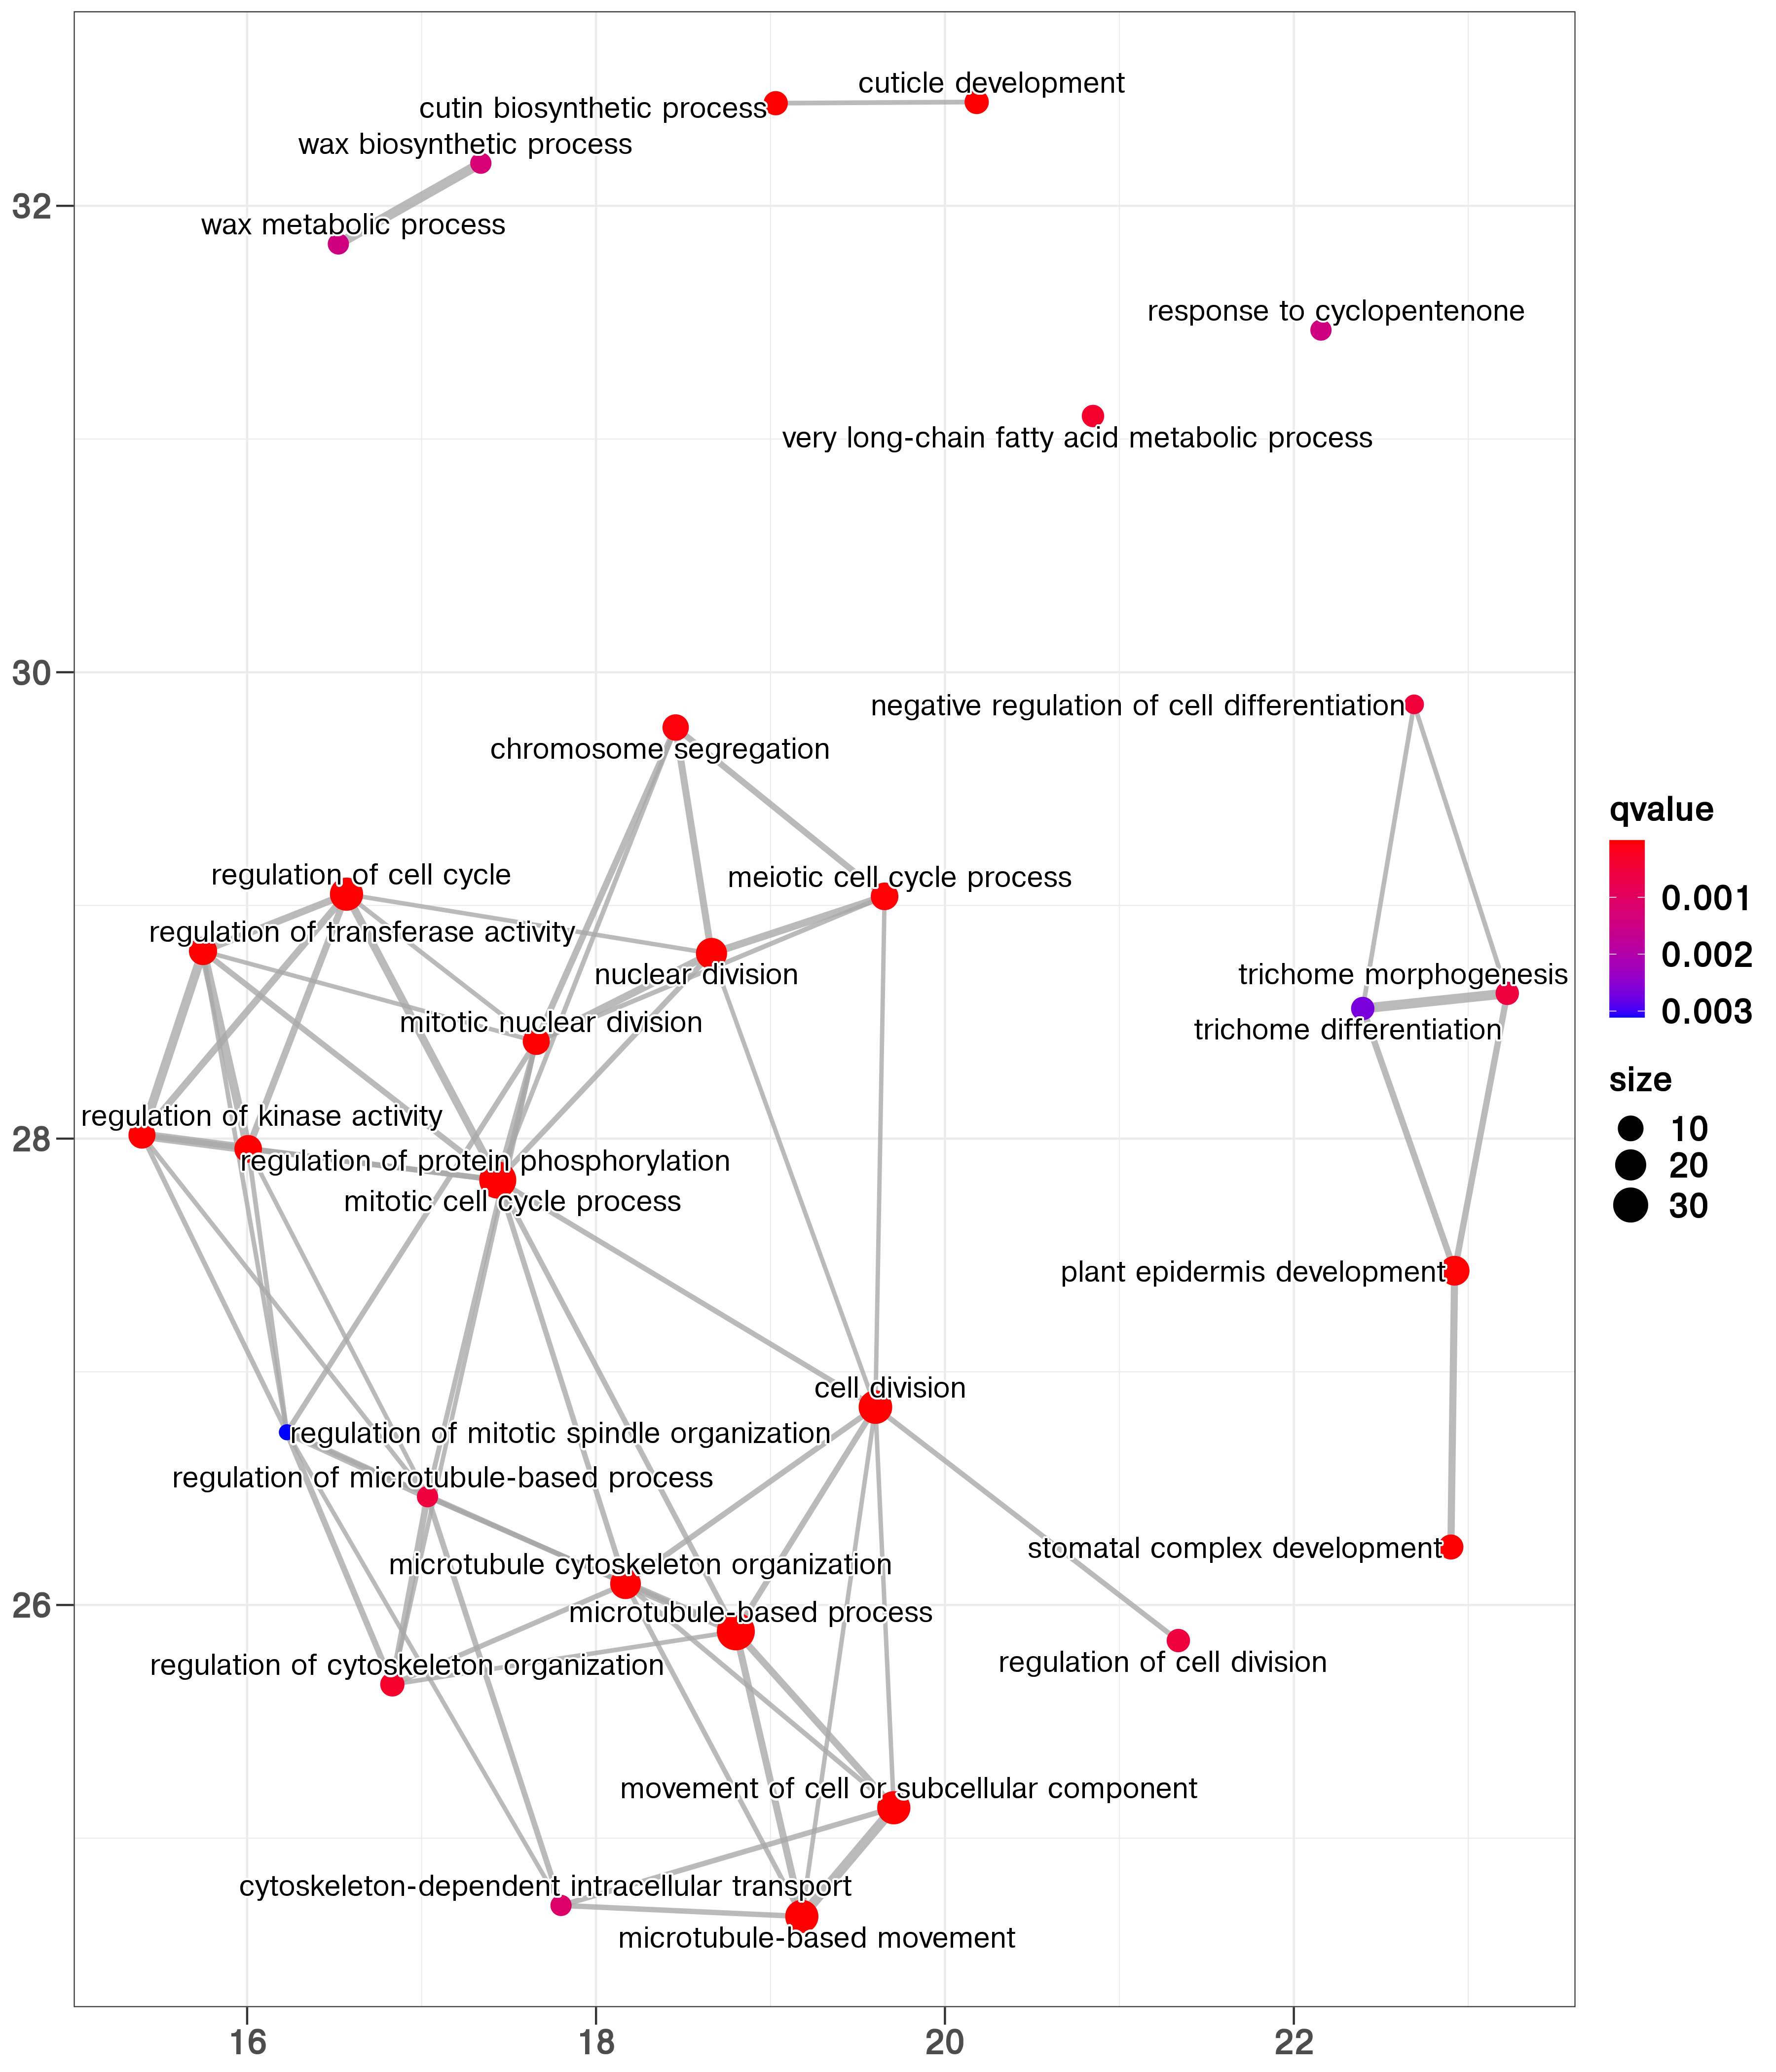 cuticle development
cutin biosynthetic process
wax biosynthetic process
32
wax metabolic process
response to cyclopentenone
very long-chain fatty acid metabolic process
30
negative regulation of cell differentiation
chromosome segregation
qvalue
regulation of cell cycle
meiotic cell cycle process
0.001
regulation of transferase activity
0.002
nuclear division
trichome morphogenesis
0.003
mitotic nuclear division
trichome differentiation
size
regulation of kinase activity
10
28
regulation of protein phosphorylation
20
mitotic cell cycle process
30
plant epidermis development
cell division
regulation of mitotic spindle organization
regulation of microtubule-based process
stomatal complex development
microtubule cytoskeleton organization
26
microtubule-based process
regulation of cytoskeleton organization
regulation of cell division
movement of cell or subcellular component
cytoskeleton-dependent intracellular transport
microtubule-based movement
16
18
20
22